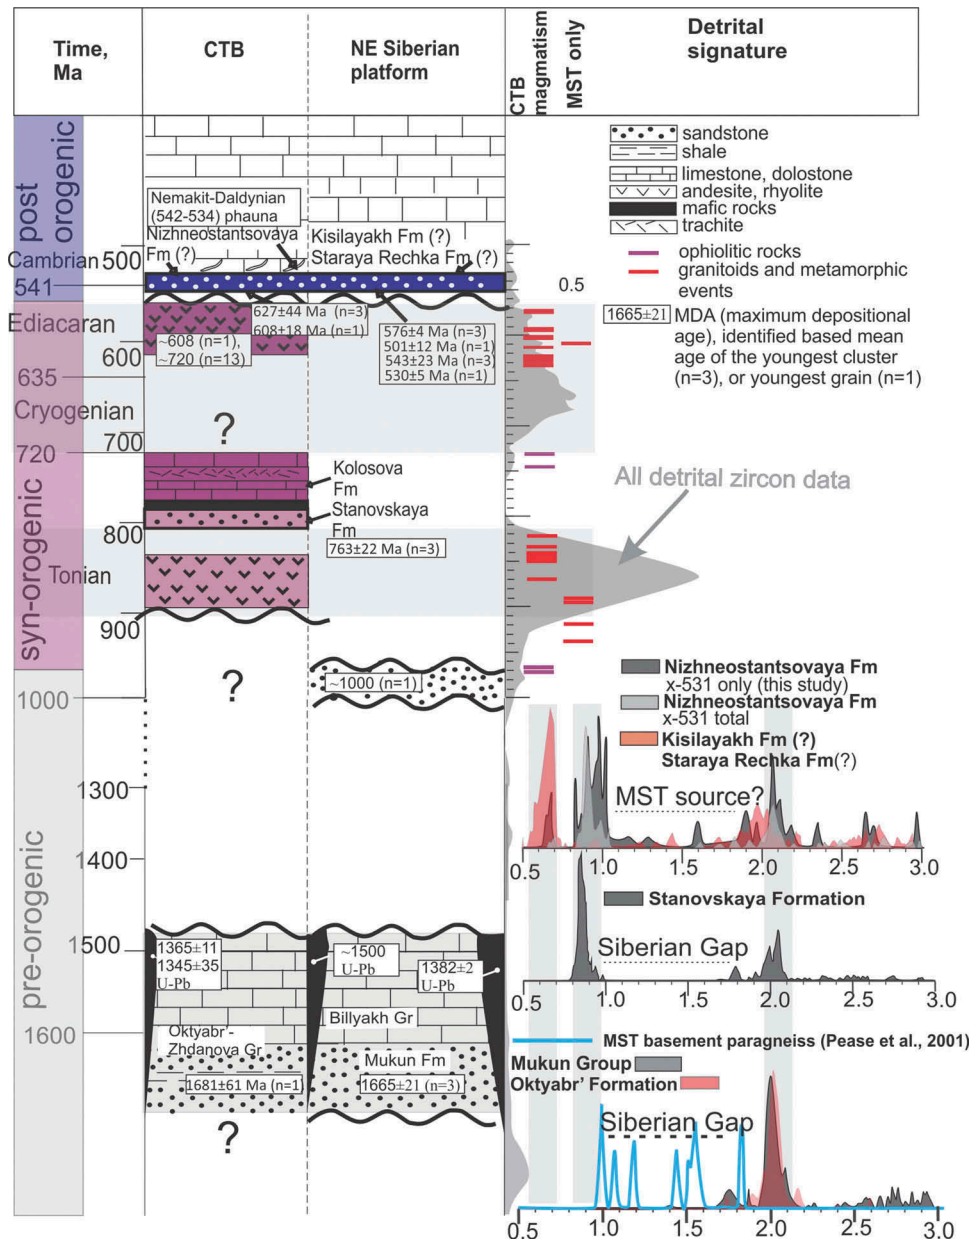 Time,
Ma
CTB
NE Siberian
platform
CTB
magmatism
MST only
Detrital
signature
post
orogenic
syn-orogenic
pre-orogenic
Cambrian 500
541
Ediacaran
600
635
Cryogenian
700
720
800
Tonian
900
1000
1300
1400
1500
1600
Nemakit-Daldynian
(542-534) phauna
Nizhneostantsovaya
Fm (?)
Kisilayakh Fm (?)
Staraya Rechka Fm (?)
627±44 Ma (n=3)
608±18 Ma (n=1)
~608 (n=1),
~720 (n=13)
576±4 Ma (n=3)
501±12 Ma (n=1)
543±23 Ma (n=3)
530±5 Ma (n=1)
?
Kolosova
Fm
Stanovskaya
Fm
763±22 Ma (n=3)
?
~1000 (n=1)
1365±11
1345±35
U-Pb
~1500
U-Pb
1382±2
U-Pb
Billyakh Gr
Oktyabr'-
Zhdanova Gr
Mukun Fm
1681±61 Ma (n=1)
1665±21 (n=3)
?
sandstone
shale
limestone, dolostone
andesite, rhyolite
mafic rocks
trachite
ophiolitic rocks
granitoids and metamorphic
events
0.5
1665±21 MDA (maximum depositional
age), identified based mean
age of the youngest cluster
(n=3), or youngest grain (n=1)
All detrital zircon data
Nizhneostantsovaya Fm
x-531 only (this study)
Nizhneostantsovaya Fm
x-531 total
Kisilayakh Fm (?)
Staraya Rechka Fm(?)
MST source?
0.5 1.0 1.5 2.0 2.5 3.0
Stanovskaya Formation
Siberian Gap
0.5 1.0 1.5 2.0 3.0
MST basement paragneiss (Pease et al., 2001)
Mukun Group
Oktyabr' Formation
Siberian Gap
0.5 1.0 1.5 2.0 2.5 3.0